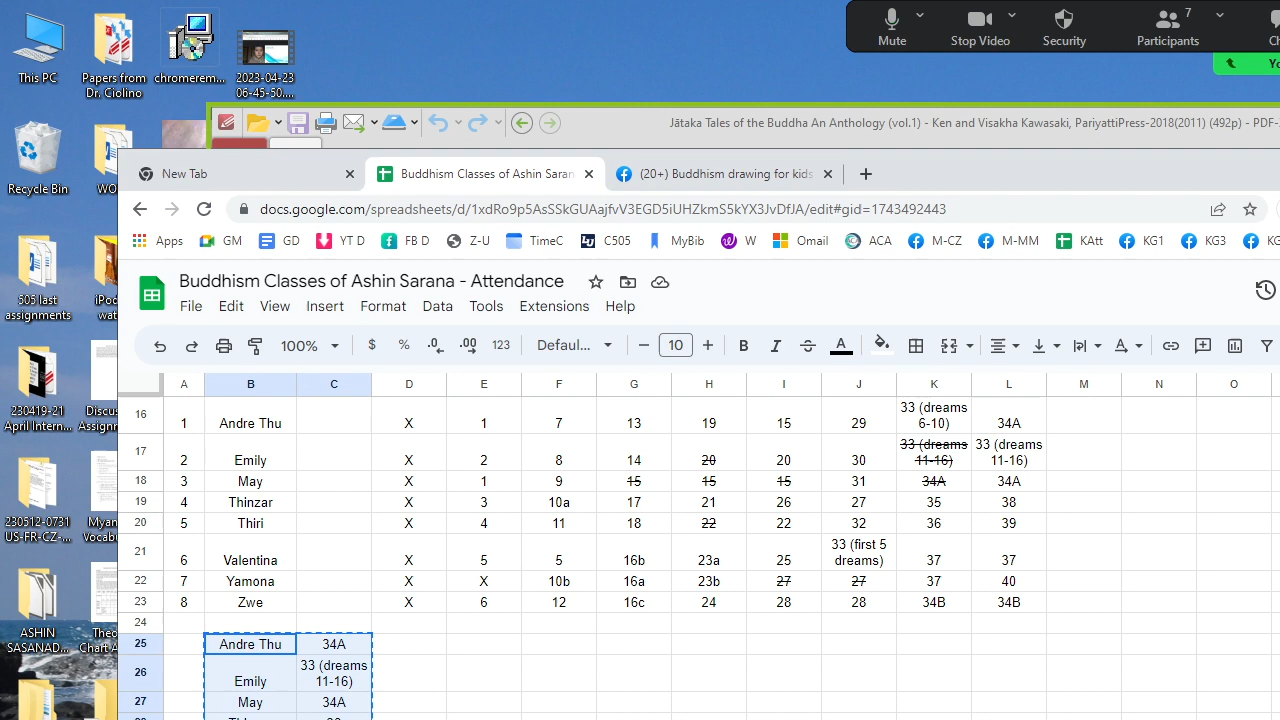 This PC
Papers from Dr. Ciolino
chromerem...
2023-04-23 06-45-50....
Mute
Stop Video
Security
Participants
7
Recycle Bin
Jātaka Tales of the Buddha An Anthology (vol.1) - Ken and Visakha Kawasaki, PariyattiPress-2018(2011) (492p) - PDF-
New Tab
Buddhism Classes of Ashin Saran
(20+) Buddhism drawing for kids
docs.google.com/spreadsheets/d/1xdRo9p5AsSSkGUAajfvV3EGD5iUHZkmS5kYX3JvDfJA/edit#gid=1743492443
Apps GM GD YT D FB D Z-U TimeC C505 MyBib W Omail ACA M-CZ M-MM KAtt KG1 KG3
Buddhism Classes of Ashin Sarana - Attendance
File Edit View Insert Format Data Tools Extensions Help
100% $ % .0 .00 123 Defaul... 10 B I A
A B C D E F G H I J K L M N O
16 1 Andre Thu X 1 7 13 19 15 29 33 (dreams 6-10) 34A
17 2 Emily X 2 8 14 20 20 30 33 (dreams 11-16) 33 (dreams 11-16)
18 3 May X 1 9 15 15 15 31 34A 34A
19 4 Thinzar X 3 10a 17 21 26 27 35 38
20 5 Thiri X 4 11 18 22 22 32 36 39
21 6 Valentina X 5 5 16b 23a 25 33 (first 5 dreams) 37 37
22 7 Yamona X X 10b 16a 23b 27 27 37 40
23 8 Zwe X 6 12 16c 24 28 28 34B 34B
24
25 Andre Thu 34A
26 Emily 33 (dreams 11-16)
27 May 34A
505 last assignments
230419-21 April Intern...
230512-0731 US-FR-CZ-...
ASHIN SASANAD...